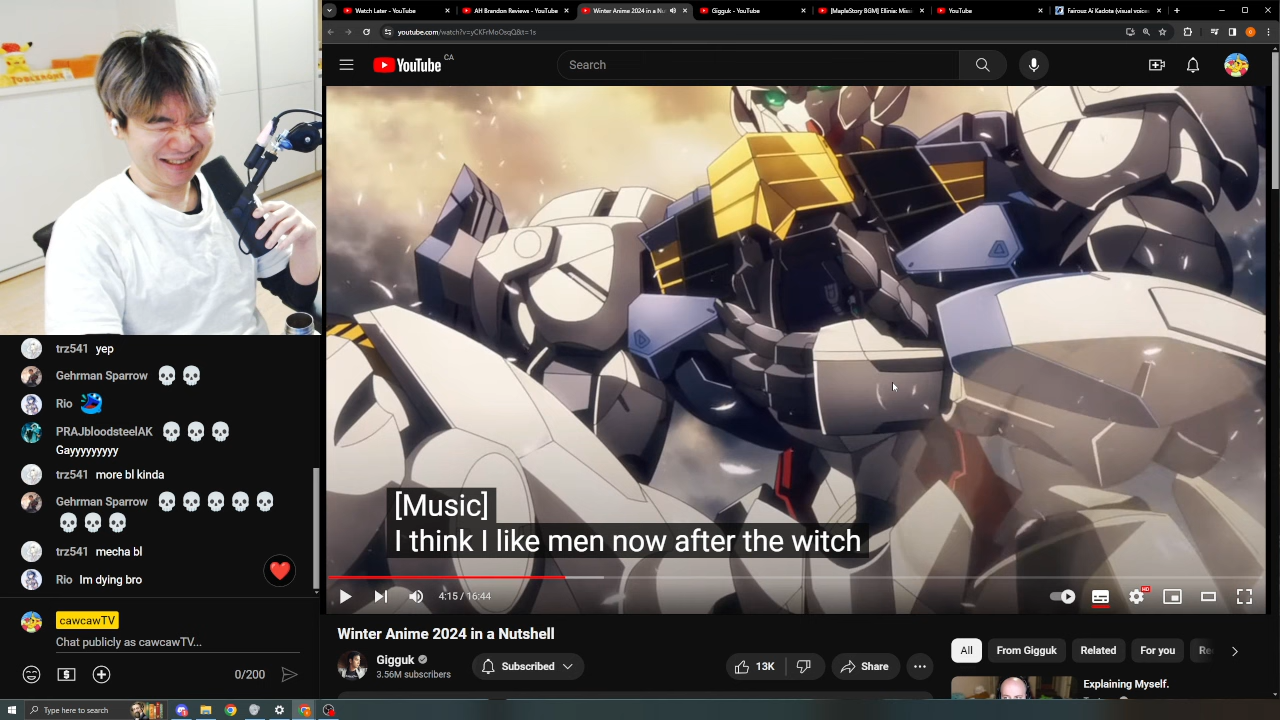 Watch Later - YouTube
AH Brandon Reviews - YouTube
Winter Anime 2024 in a Nu
Gigguk - YouTube
[MapleStory BGM] Ellinia: Miss
YouTube
Fairouz Ai Kadota (visual voice
youtube.com/watch?v=yCKFrMoOsqQ&t=1s
YouTube CA
Search
trz541 yep
Gehrman Sparrow
Rio
PRAJbloodsteelAK
Gayyyyyyyy
trz541 more bl kinda
Gehrman Sparrow
trz541 mecha bl
Rio Im dying bro
cawcawTV
Chat publicly as cawcawTV...
0/200
[Music]
I think I like men now after the witch
4:15 / 16:44
HD
Winter Anime 2024 in a Nutshell
Gigguk
3.56M subscribers
Subscribed
13K
Share
All
From Gigguk
Related
For you
Re
Explaining Myself.
Type here to search